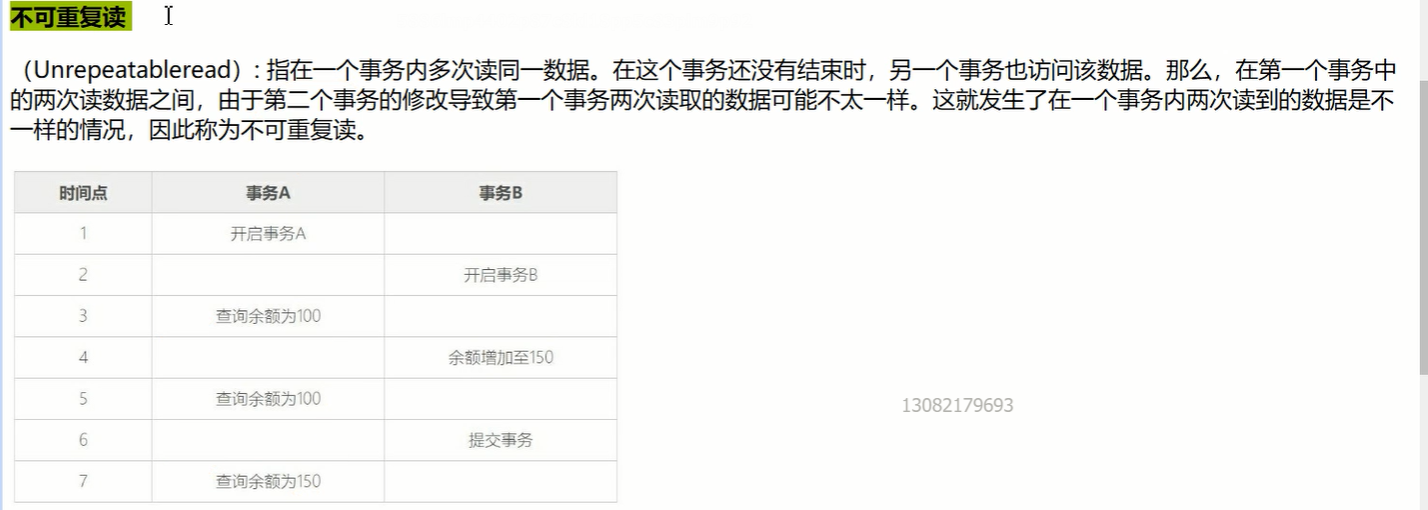 不可重复读
（Unrepeatableread）: 指在一个事务内多次读同一数据。在这个事务还没有结束时，另一个事务也访问该数据。那么，在第一个事务中
的两次读数据之间，由于第二个事务的修改导致第一个事务两次读取的数据可能不太一样。这就发生了在一个事务内两次读到的数据是不
一样的情况，因此称为不可重复读。
时间点 事务A 事务B
1 开启事务A
2 开启事务B
3 查询余额为100
4 余额增加至150
5 查询余额为100
13082179693
6 提交事务
7 查询余额为150